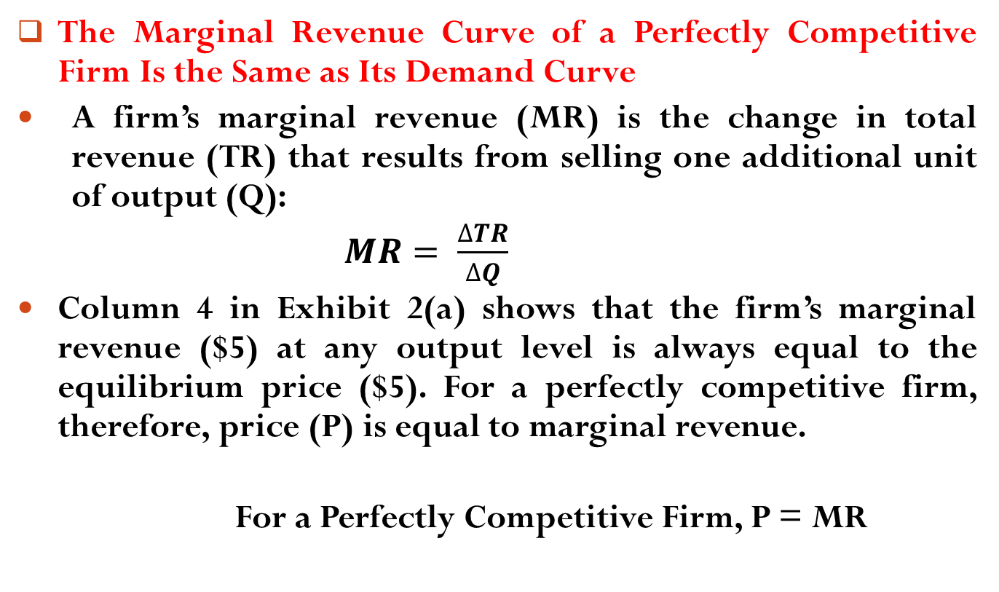 ❑ The Marginal Revenue Curve of a Perfectly Competitive
Firm Is the Same as Its Demand Curve
• A firm’s marginal revenue (MR) is the change in total
revenue (TR) that results from selling one additional unit
of output (Q):
MR = ∆TR/∆Q
• Column 4 in Exhibit 2(a) shows that the firm’s marginal
revenue ($5) at any output level is always equal to the
equilibrium price ($5). For a perfectly competitive firm,
therefore, price (P) is equal to marginal revenue.
For a Perfectly Competitive Firm, P = MR